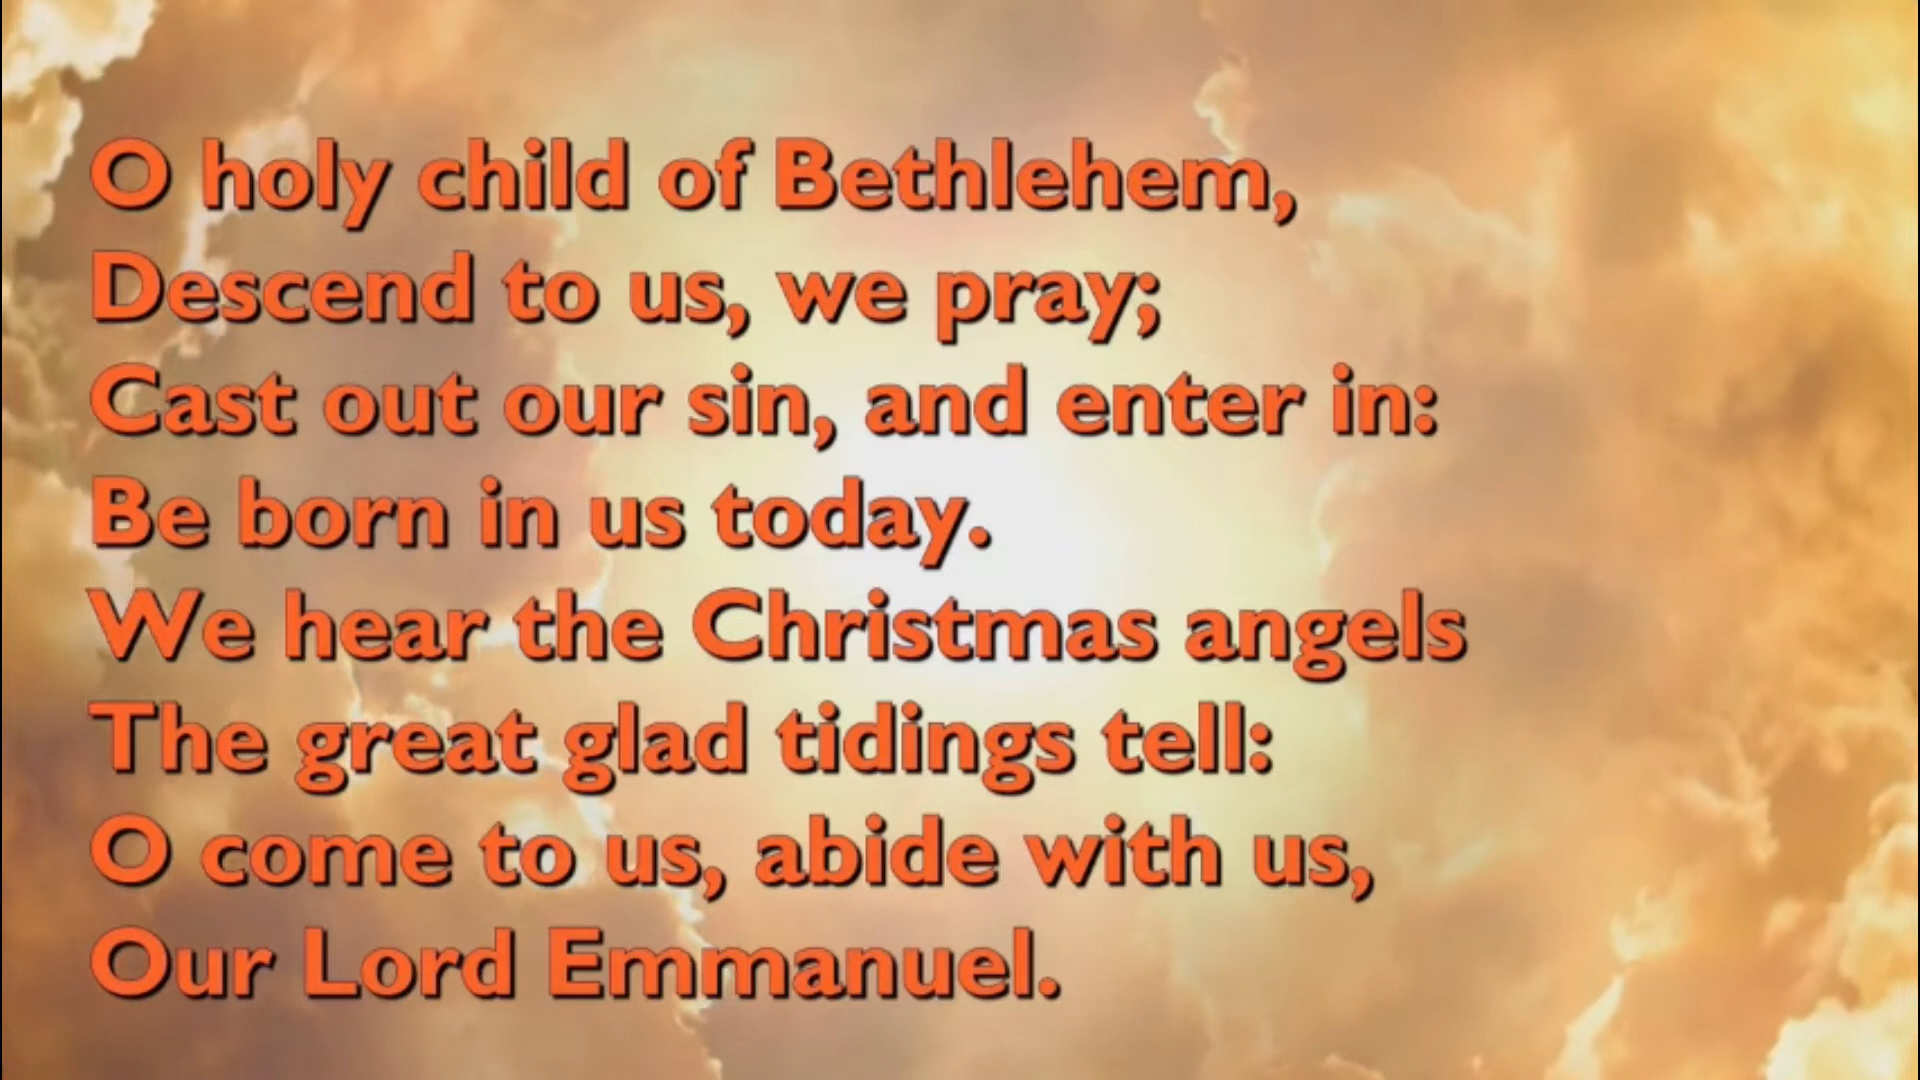 O holy child of Bethlehem,
Descend to us, we pray;
Cast out our sin, and enter in:
Be born in us today.
We hear the Christmas angels
The great glad tidings tell:
O come to us, abide with us,
Our Lord Emmanuel.